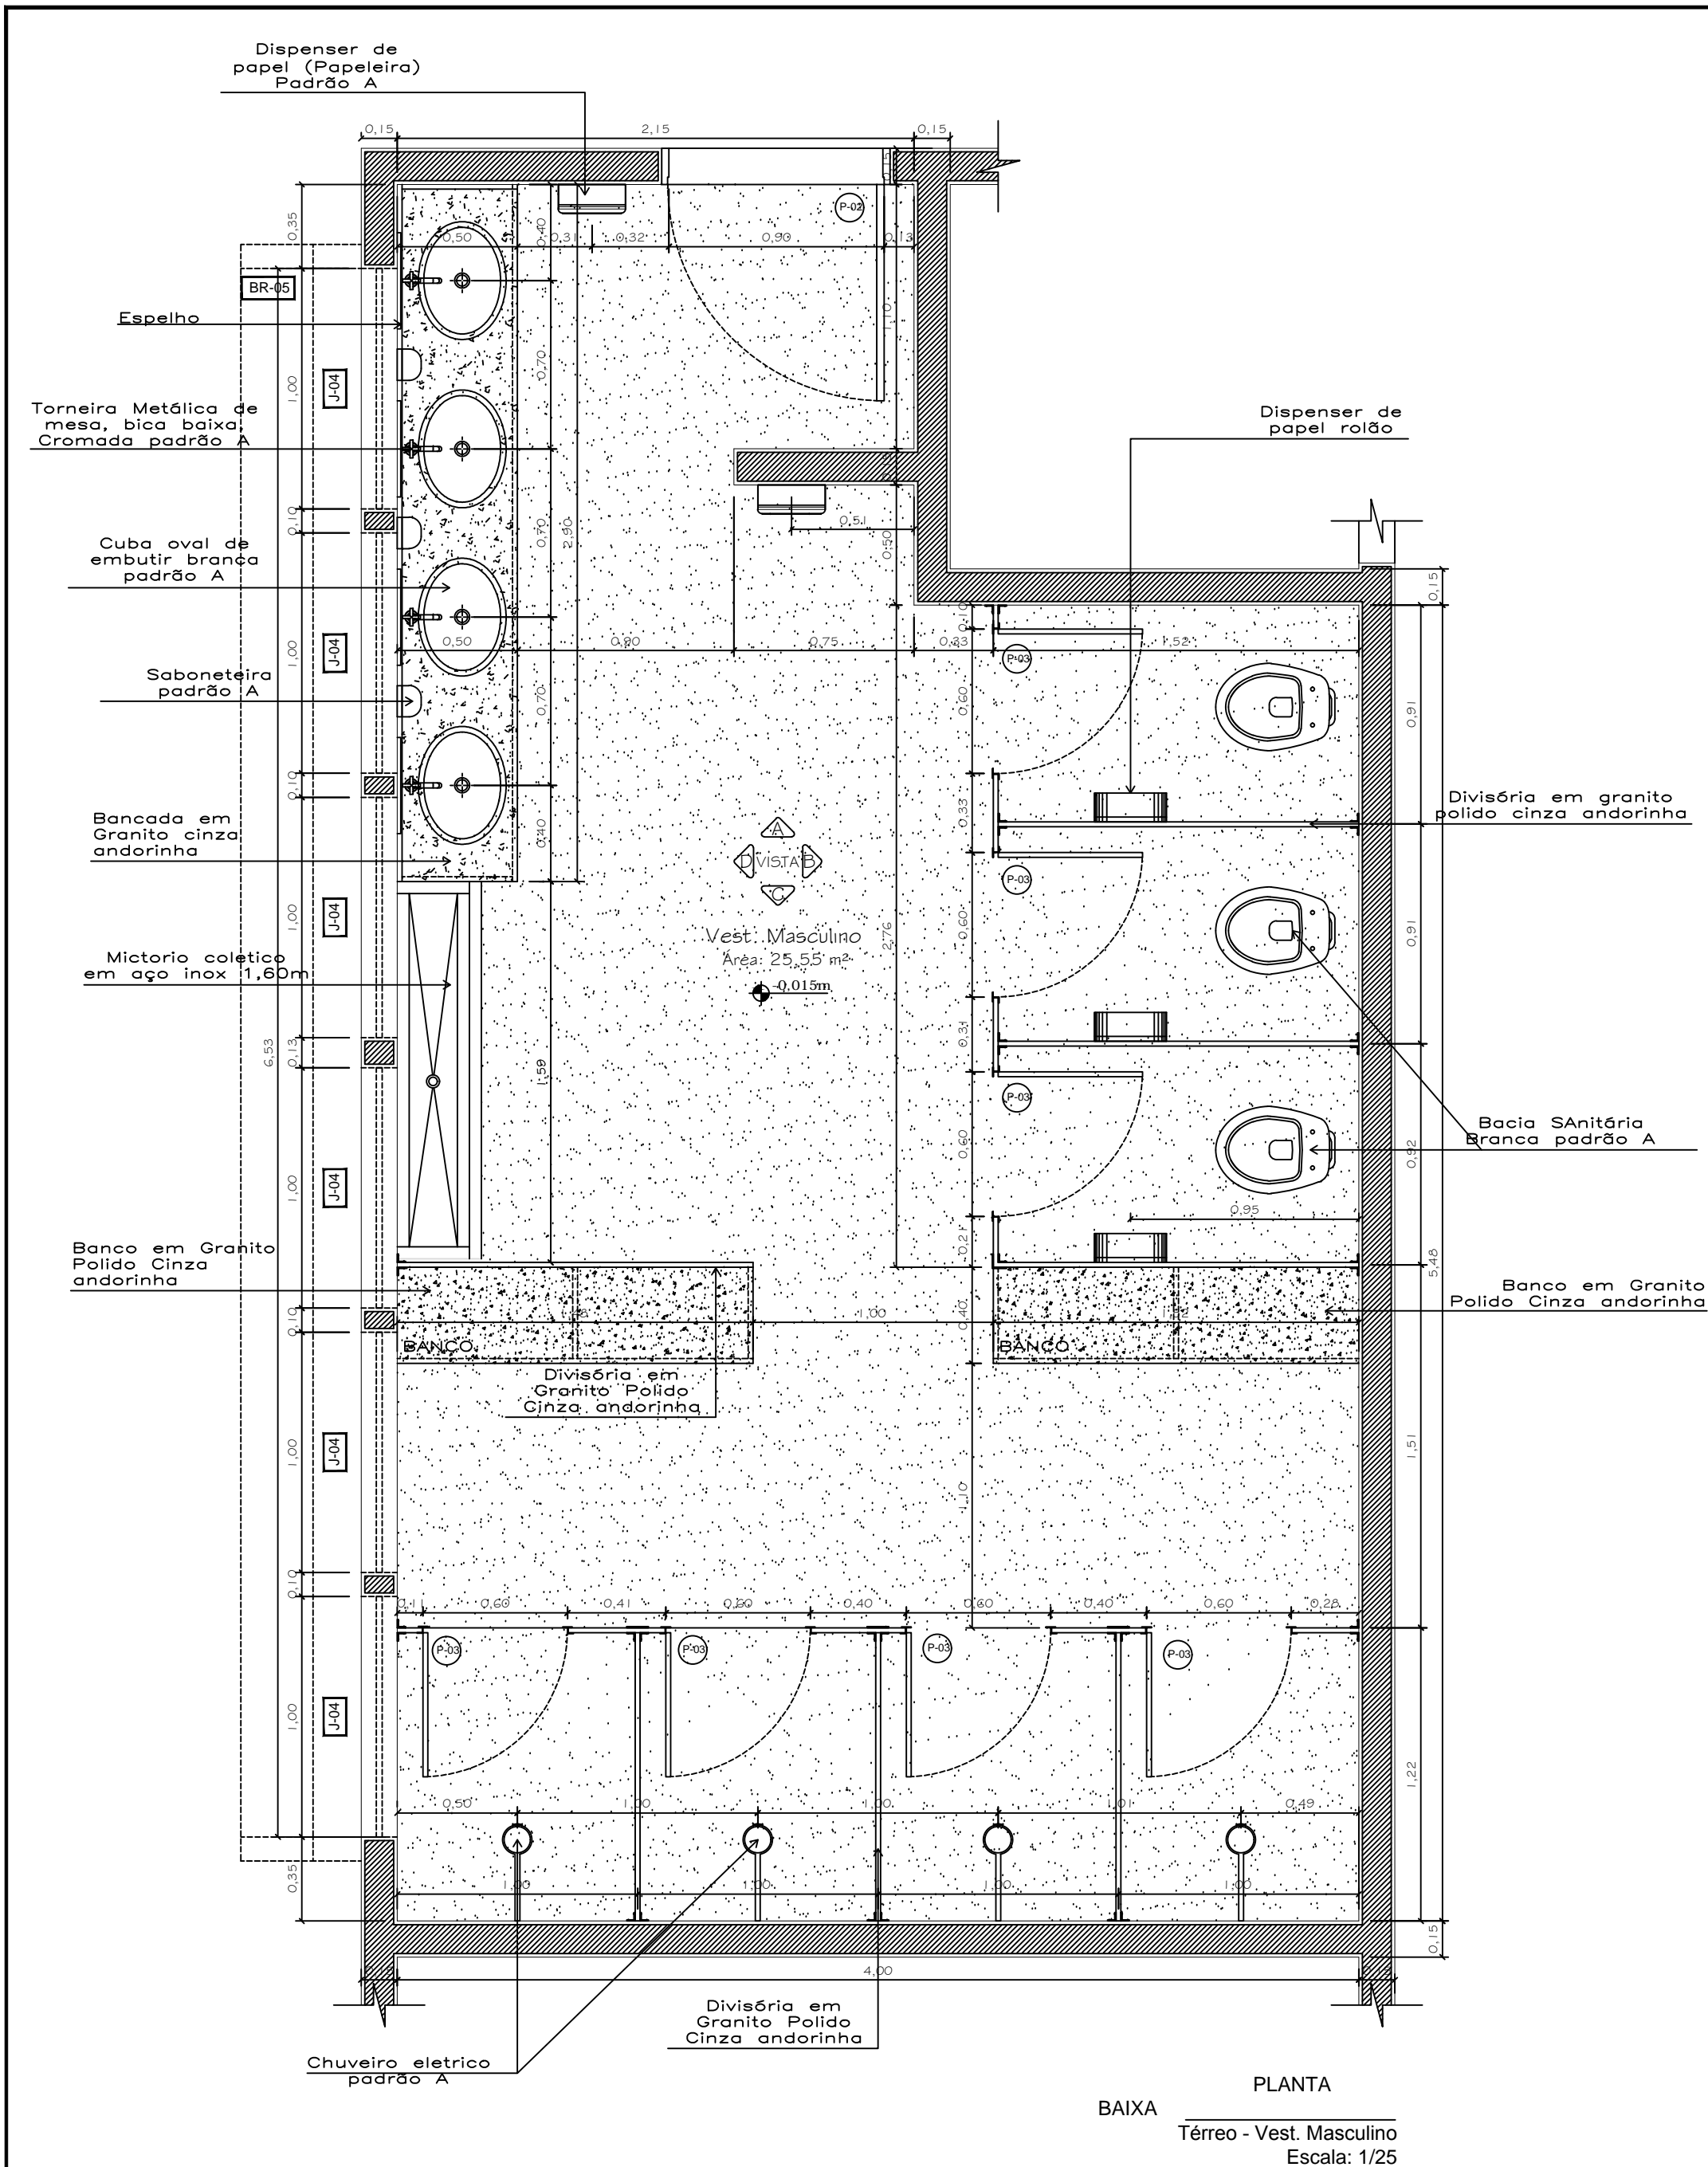 Dispenser de
papel (Papeleira)
Padrão A
0,15
2,15
0,15
0,35
0,50
0,31
0,32
0,90
0,13
0,40
P-02
BR-05
Espelho
1,10
1,00
J-04
0,70
Torneira Metálica de
mesa, bica baixa,
Cromada padrão A
Dispenser de
papel rolão
0,10
0,51
0,70
2,90
0,50
Cuba oval de
embutir branca
padrão A
0,15
0,10
1,00
J-04
0,50
0,90
0,75
0,33
1,52
P-03
Saboneteira
padrão A
0,70
0,60
0,91
0,10
Bancada em
Granito cinza
andorinha
0,40
0,33
Divisória em granito
polido cinza andorinha
A
D
VISTA
B
C
P-03
1,00
J-04
Vest. Masculino
Área: 25,55 m²
-0,015m
2,76
0,60
0,91
Mictorio coletico
em aço inox 1,60m
6,53
0,13
1,59
0,31
P-03
Bacia SAnitária
Branca padrão A
1,00
J-04
0,60
0,92
0,95
0,21
5,48
Banco em Granito
Polido Cinza
andorinha
Banco em Granito
Polido Cinza andorinha
0,10
1,00
0,40
BANCO
BANCO
Divisória em
Granito Polido
Cinza andorinha
1,00
J-04
1,10
1,51
0,10
0,11
0,60
0,41
0,60
0,40
0,60
0,40
0,60
0,28
P-03
P-03
P-03
P-03
1,00
J-04
1,22
0,50
1,00
1,00
1,01
0,49
0,35
1,00
1,00
1,00
1,00
0,15
4,00
Divisória em
Granito Polido
Cinza andorinha
Chuveiro eletrico
padrão A
PLANTA
BAIXA
Térreo - Vest. Masculino
Escala: 1/25